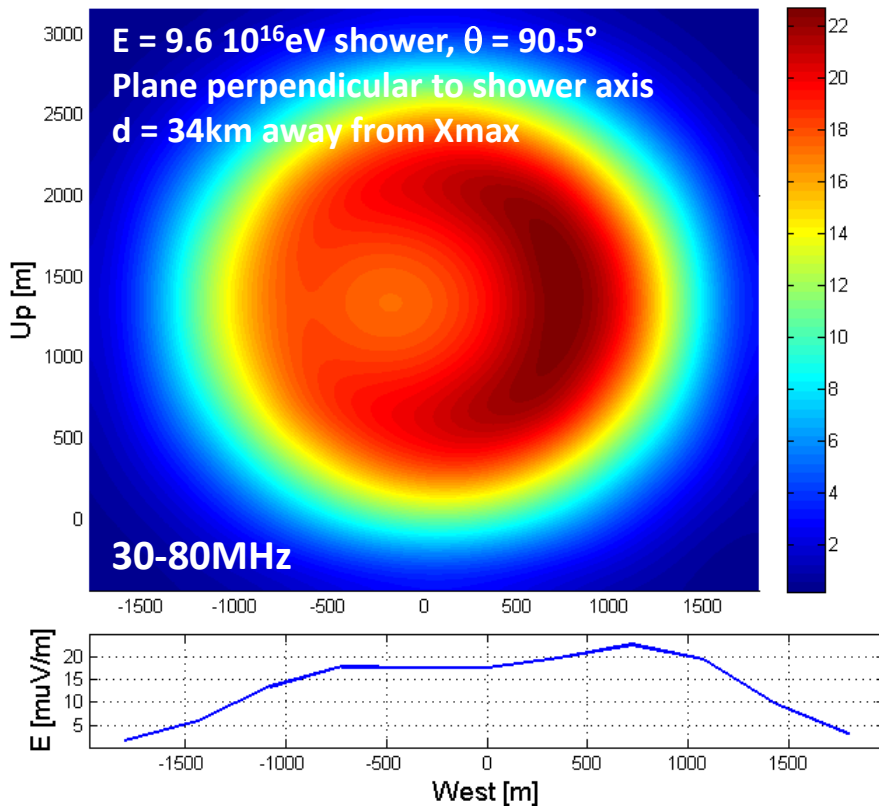 E = 9.6 10¹⁶eV shower, θ = 90.5°
Plane perpendicular to shower axis
d = 34km away from Xmax
30-80MHz
Up [m]
3000
2500
2000
1500
1000
500
0
-1500 -1000 -500 0 500 1000 1500
22
20
18
16
14
12
10
8
6
4
2
E [muV/m]
20
15
10
5
-1500 -1000 -500 0 500 1000 1500
West [m]